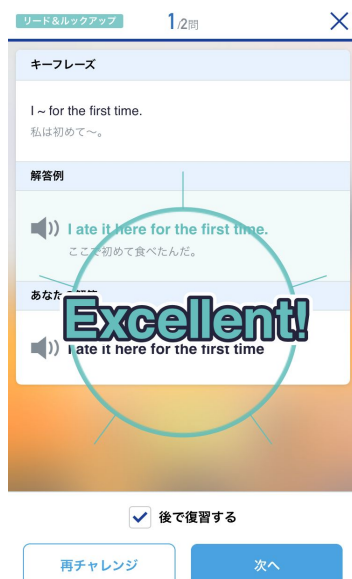 リード&ルックアップ
1/2問
キーフレーズ
I ~ for the first time.
私は初めて〜。
解答例
I ate it here for the first time.
ここで初めて食べたんだ。
あなたの解答
Excellent!
I ate it here for the first time
後で復習する
再チャレンジ
次へ